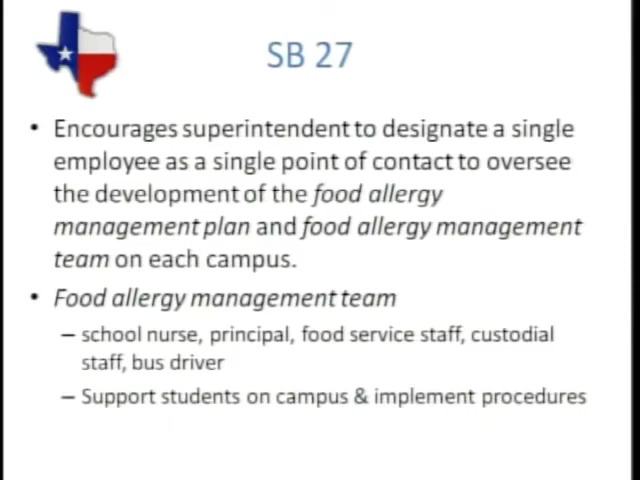 SB 27
• Encourages superintendent to designate a single
employee as a single point of contact to oversee
the development of the food allergy
management plan and food allergy management
team on each campus.
• Food allergy management team
– school nurse, principal, food service staff, custodial
staff, bus driver
– Support students on campus & implement procedures